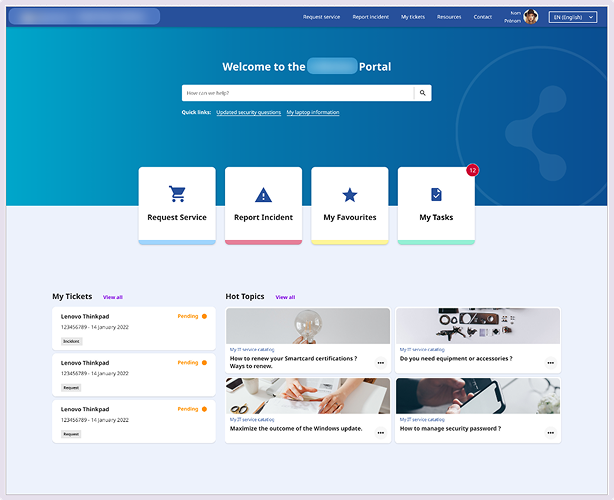 Request service
Report incident
My tickets
Resources
Contact
Nom
Prénom
EN (English)
Welcome to the
Portal
How can we help?
Quick links: Updated security questions My laptop information
12
Request Service
Report Incident
My Favourites
My Tasks
My Tickets View all
Lenovo Thinkpad Pending
123456789 - 14 January 2022
Incident
Lenovo Thinkpad Pending
123456789 - 14 January 2022
Request
Lenovo Thinkpad Pending
123456789 - 14 January 2022
Request
Hot Topics View all
My IT service catalog
How to renew your Smartcard certifications ?
Ways to renew.
My IT service catalog
Do you need equipment or accessories ?
My IT service catalog
Maximize the outcome of the Windows update.
My IT service catalog
How to manage security password ?